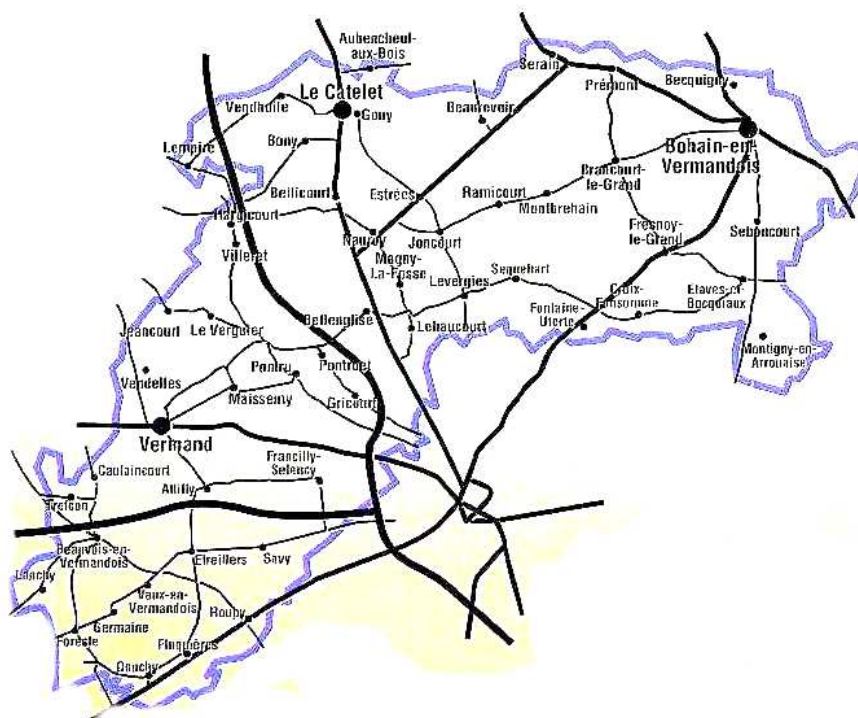 Aubencheul-
aux-Bois
Serain
Prémont
Becquigny
Le Catelet
Vendhuile
Gouy
Beaurevoir
Bohain-en
Vermandois
Bony
Lempire
Brancourt
-le-Grand
Bellicourt
Estrées
Ramicourt
Montbrehain
Hargicourt
Fresnoy
-le-Grand
Seboncourt
Nauroy
Joncourt
Villeret
Magny-
La-Fosse
Levergies
Sequehart
Croix-
Fonsomme
Etaves-et-
Bocquiaux
Jeancourt
Le Verguier
Bellenglise
Lehaucourt
Fontaine-
Uterte
Montigny-en-
Arrouaise
Vendelles
Pontru
Pontruet
Maissemy
Gricourt
Vermand
Caulaincourt
Francilly-
Selency
Attilly
Trefcon
Beauvois-en-
Vermandois
Etreillers
Savy
Lanchy
Vaux-en-
Vermandois
Roupy
Germaine
Foreste
Fluquières
Douchy